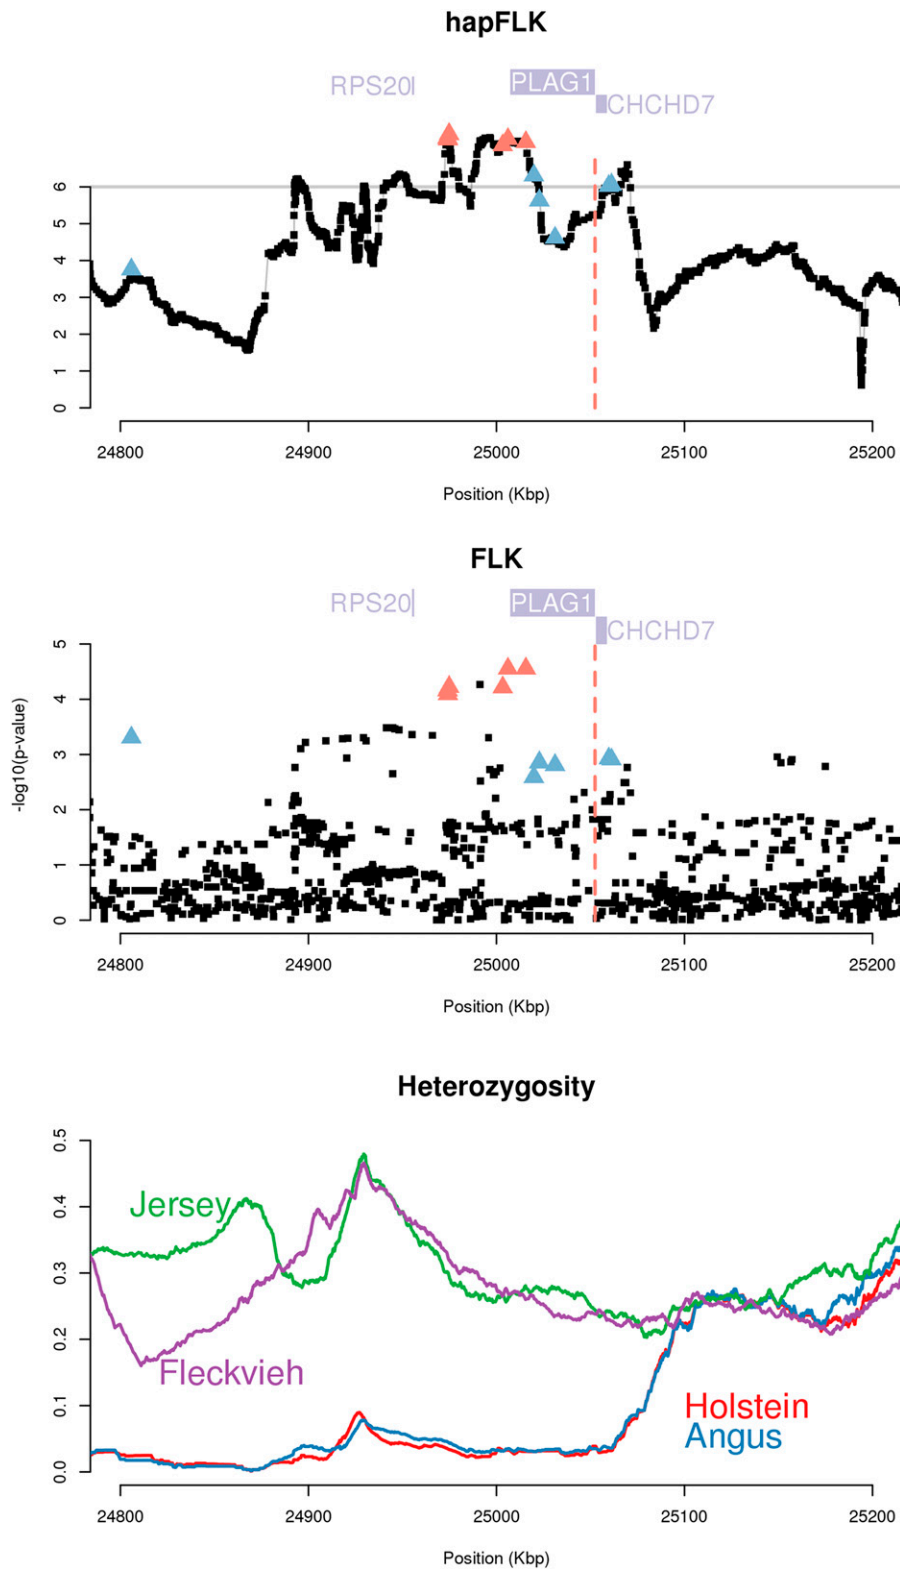 hapFLK
RPS20
PLAG1
CHCHD7
6
5
4
3
2
1
0
24800 24900 25000 25100 25200
Position (Kbp)
FLK
RPS20
PLAG1
CHCHD7
-log10(p-value)
5
4
3
2
1
0
24800 24900 25000 25100 25200
Position (Kbp)
Heterozygosity
0.5
0.4
0.3
0.2
0.1
0.0
Jersey
Fleckvieh
Holstein
Angus
24800 24900 25000 25100 25200
Position (Kbp)